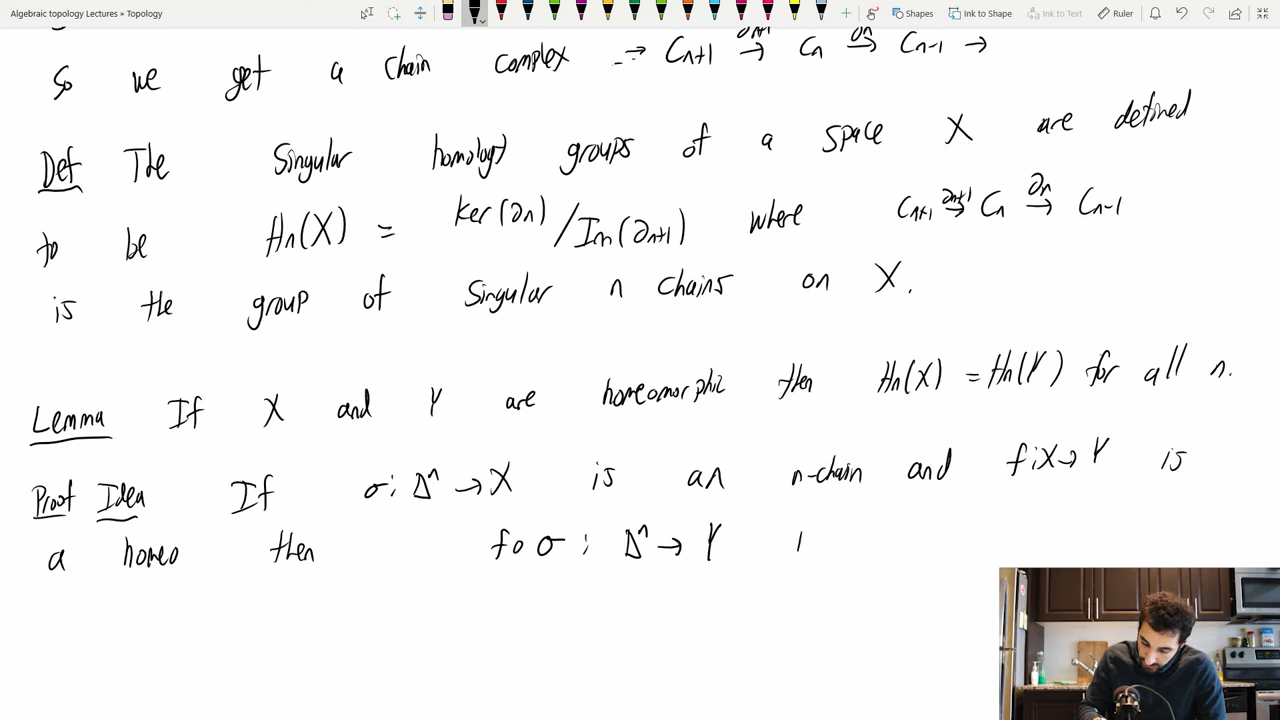 Algebraic topology Lectures » Topology
Shapes Ink to Shape Ink to Text Ruler
So we get a Chain complex --→ Cn+1 ∂n+1→ Cn ∂n→ Cn-1 →
Def The Singular homology groups of a space X are defined
to be Hn(X) = ker(∂n)/Im(∂n+1) where Cn+1 ∂n+1→ Cn ∂n→ Cn-1
is the group of Singular n chains on X.
Lemma If X and Y are homeomorphic then Hn(X) = Hn(Y) for all n.
Proof Idea If σ: Δ^n → X is an n-chain and f: X → Y is
a homeo then f o σ : Δ^n → Y